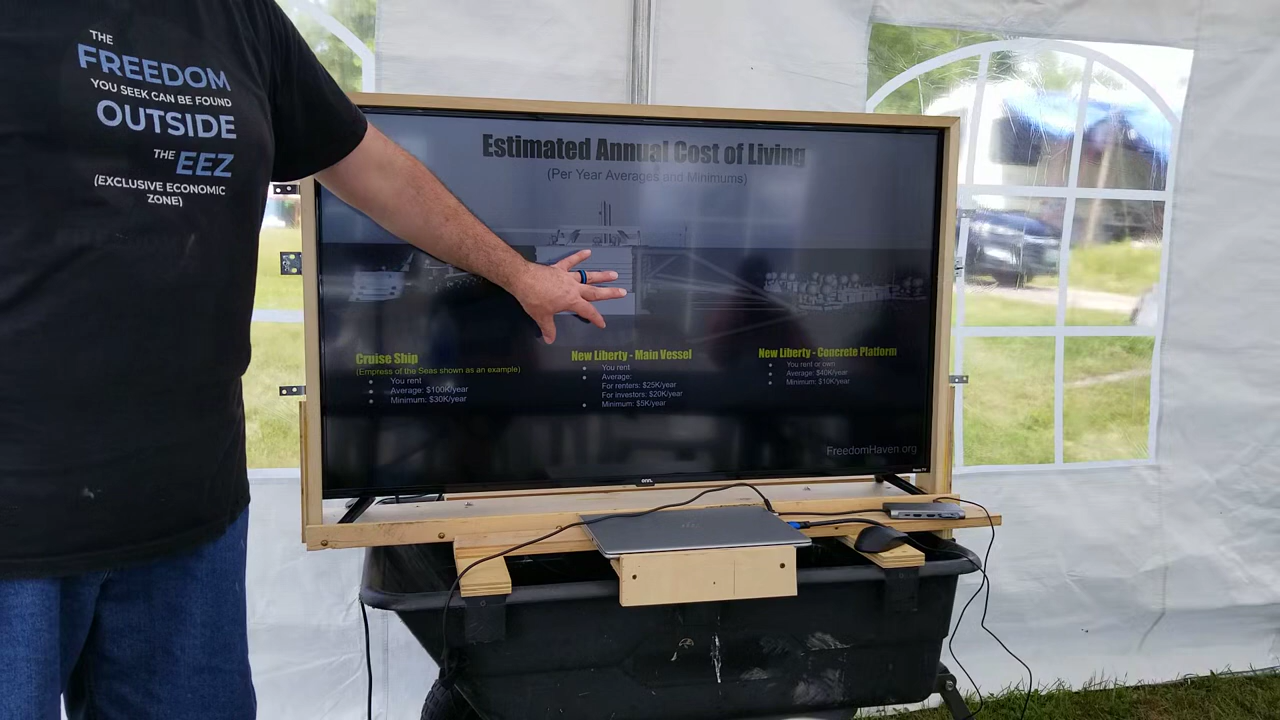 THE
FREEDOM
YOU SEEK CAN BE FOUND
OUTSIDE
THE EEZ
(EXCLUSIVE ECONOMIC
ZONE)
Estimated Annual Cost of Living
(Per Year Averages and Minimums)
Cruise Ship
(Empress of the Seas shown as an example)
You rent
Average: $100K/year
Minimum: $30K/year
New Liberty - Main Vessel
You rent
Average:
For renters: $25K/year
For investors: $20K/year
Minimum: $5K/year
New Liberty - Concrete Platform
You rent or own
Average: $40K/year
Minimum: $10K/year
FreedomHaven.org
onn.
Roku TV